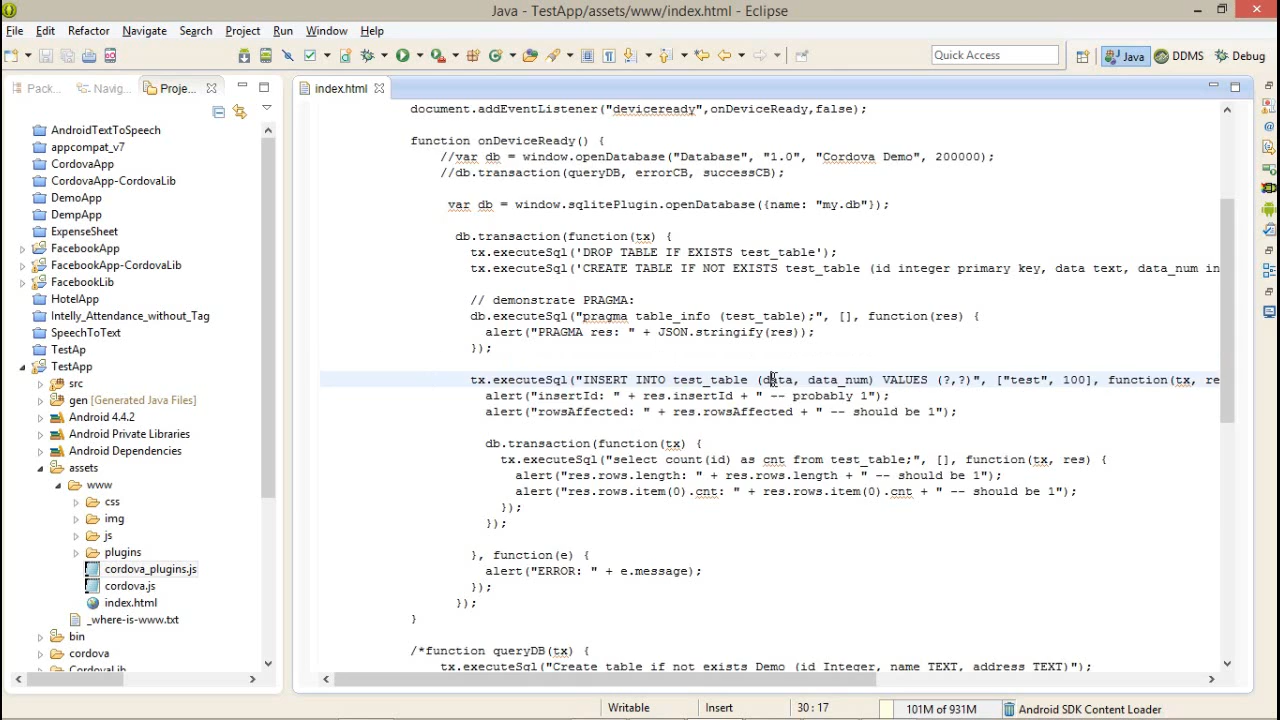 Java - TestApp/assets/www/index.html - Eclipse
File Edit Refactor Navigate Search Project Run Window Help
Quick Access
Java
DDMS
Debug
Pack...
Navig...
Proje...
AndroidTextToSpeech
appcompat_v7
CordovaApp
CordovaApp-CordovaLib
DemoApp
DempApp
ExpenseSheet
FacebookApp
FacebookApp-CordovaLib
FacebookLib
HotelApp
Intelly_Attendance_without_Tag
SpeechToText
TestAp
TestApp
src
gen [Generated Java Files]
Android 4.4.2
Android Private Libraries
Android Dependencies
assets
www
css
img
js
plugins
cordova_plugins.js
cordova.js
index.html
_where-is-www.txt
bin
cordova
CordovaLib
index.html
document.addEventListener("deviceready",onDeviceReady,false);
function onDeviceReady() {
//var db = window.openDatabase("Database", "1.0", "Cordova Demo", 200000);
//db.transaction(queryDB, errorCB, successCB);
var db = window.sqlitePlugin.openDatabase({name: "my.db"});
db.transaction(function(tx) {
tx.executeSql('DROP TABLE IF EXISTS test_table');
tx.executeSql('CREATE TABLE IF NOT EXISTS test_table (id integer primary key, data text, data_num in
// demonstrate PRAGMA:
db.executeSql("pragma table_info (test_table);", [], function(res) {
alert("PRAGMA res: " + JSON.stringify(res));
});
tx.executeSql("INSERT INTO test_table (data, data_num) VALUES (?,?)", ["test", 100], function(tx, re
alert("insertId: " + res.insertId + " -- probably 1");
alert("rowsAffected: " + res.rowsAffected + " -- should be 1");
db.transaction(function(tx) {
tx.executeSql("select count(id) as cnt from test_table;", [], function(tx, res) {
alert("res.rows.length: " + res.rows.length + " -- should be 1");
alert("res.rows.item(0).cnt: " + res.rows.item(0).cnt + " -- should be 1");
});
});
}, function(e) {
alert("ERROR: " + e.message);
});
});
}
/*function queryDB(tx) {
tx.executeSql("Create table if not exists Demo (id Integer, name TEXT, address TEXT)");
Writable
Insert
30 : 17
101M of 931M
Android SDK Content Loader